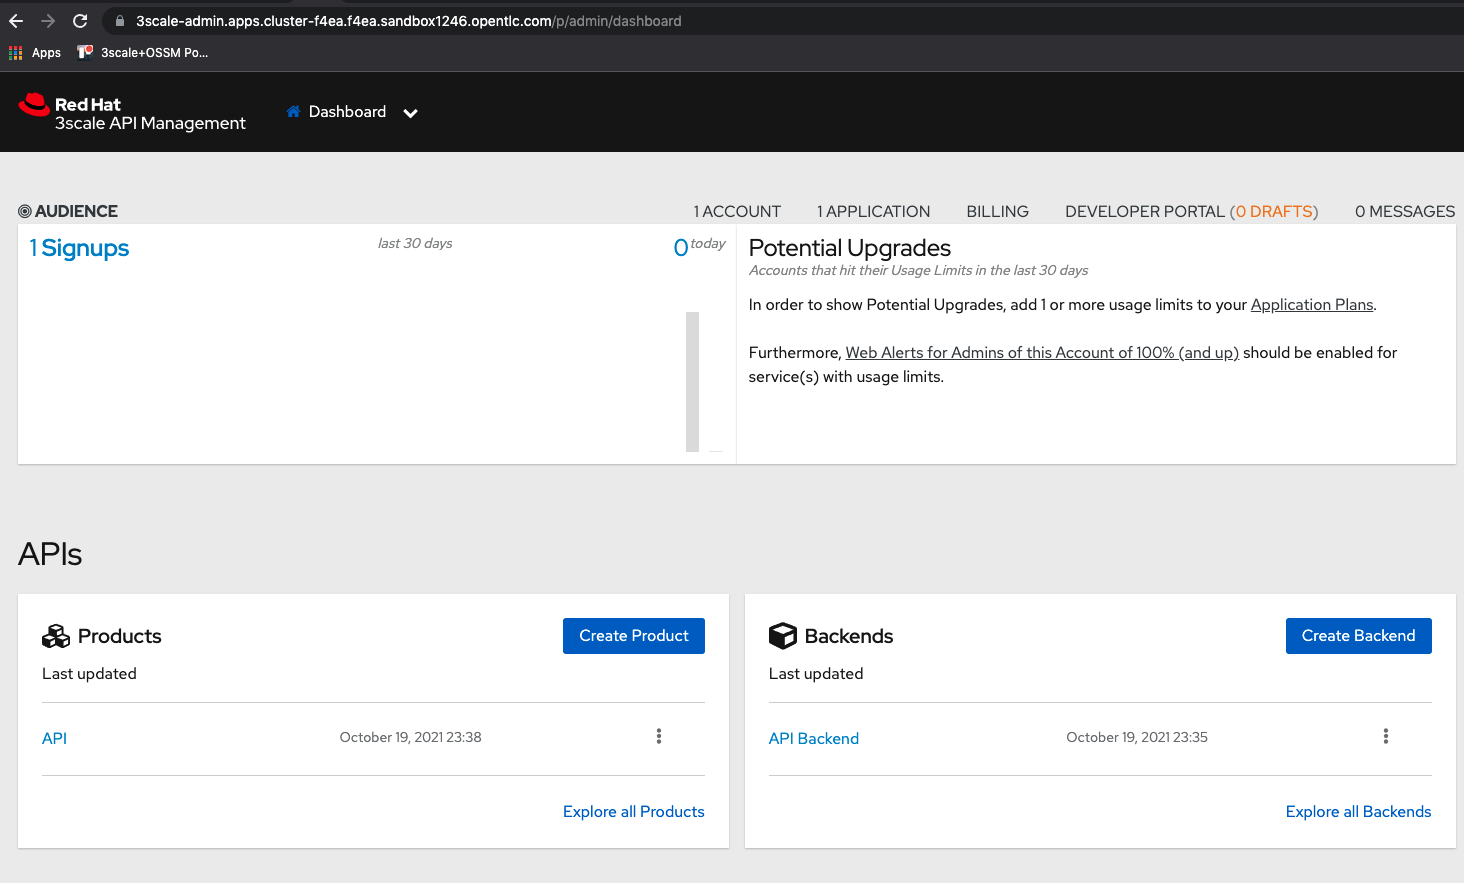 3scale-admin.apps.cluster-f4ea.f4ea.sandbox1246.opentlc.com/p/admin/dashboard
Apps
3scale+OSSM Po...
Red Hat
3scale API Management
Dashboard
AUDIENCE
1 ACCOUNT
1 APPLICATION
BILLING
DEVELOPER PORTAL (0 DRAFTS)
0 MESSAGES
1 Signups
last 30 days
0 today
Potential Upgrades
Accounts that hit their Usage Limits in the last 30 days
In order to show Potential Upgrades, add 1 or more usage limits to your Application Plans.
Furthermore, Web Alerts for Admins of this Account of 100% (and up) should be enabled for
service(s) with usage limits.
APIs
Products
Create Product
Last updated
API
October 19, 2021 23:38
Explore all Products
Backends
Create Backend
Last updated
API Backend
October 19, 2021 23:35
Explore all Backends